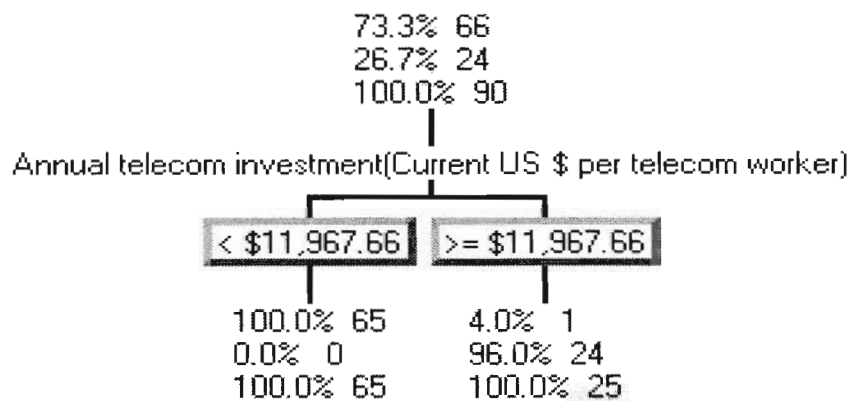 73.3% 66
26.7% 24
100.0% 90
Annual telecom investment(Current US $ per telecom worker)
< $11,967.66 >= $11,967.66
100.0% 65 4.0% 1
0.0% 0 96.0% 24
100.0% 65 100.0% 25